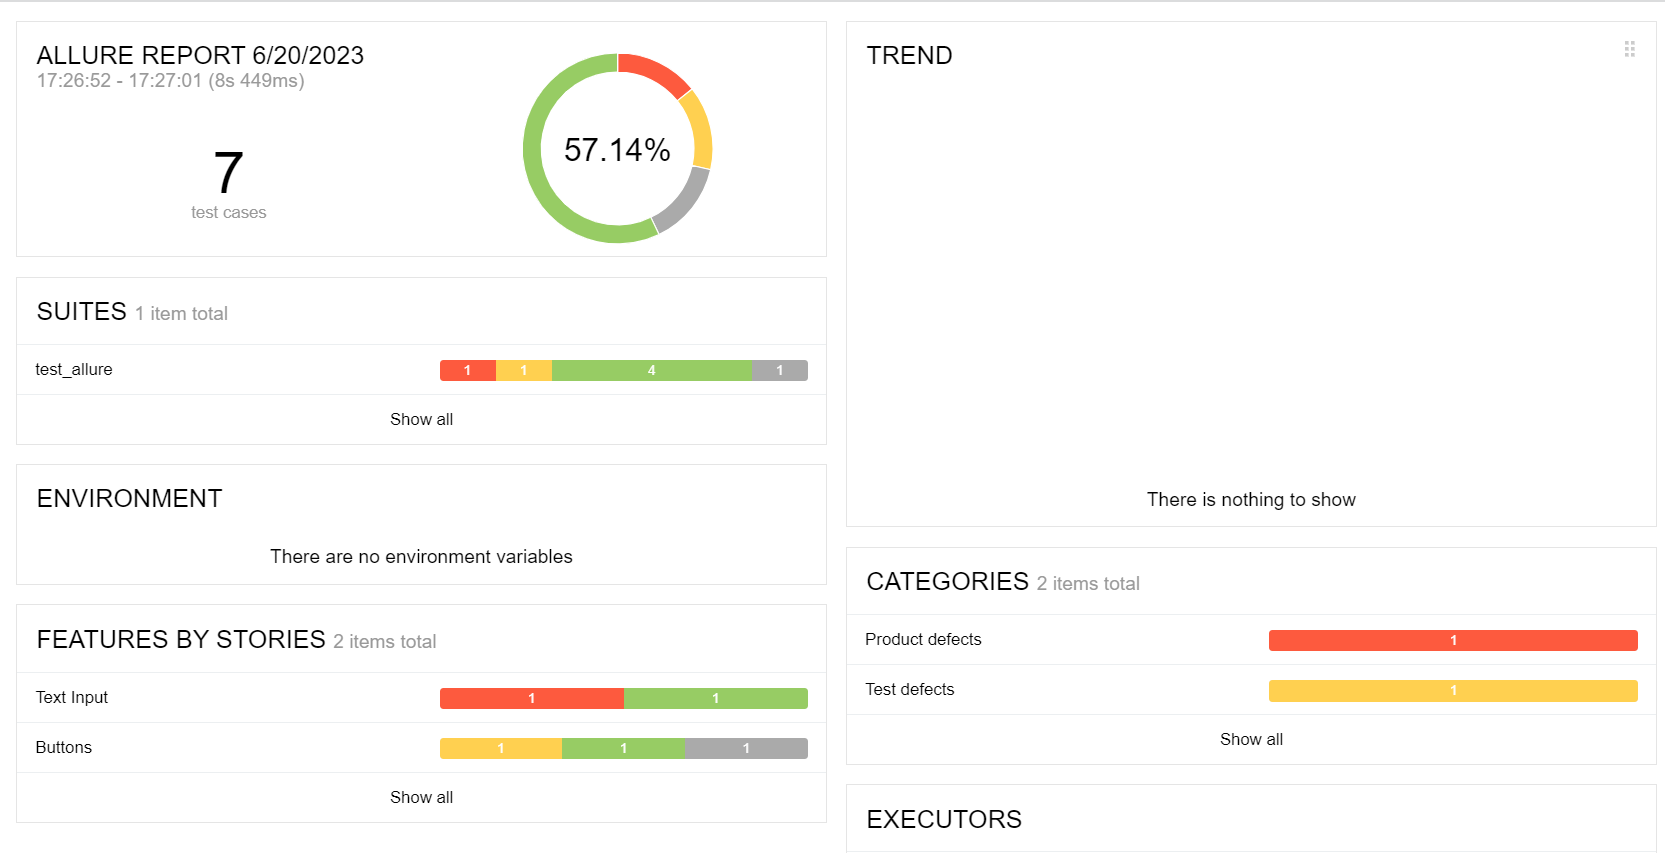 ALLURE REPORT 6/20/2023
17:26:52 - 17:27:01 (8s 449ms)
7
test cases
57.14%
SUITES 1 item total
test_allure 1 1 4 1
Show all
ENVIRONMENT
There are no environment variables
FEATURES BY STORIES 2 items total
Text Input 1 1
Buttons 1 1 1
Show all
TREND
There is nothing to show
CATEGORIES 2 items total
Product defects 1
Test defects 1
Show all
EXECUTORS